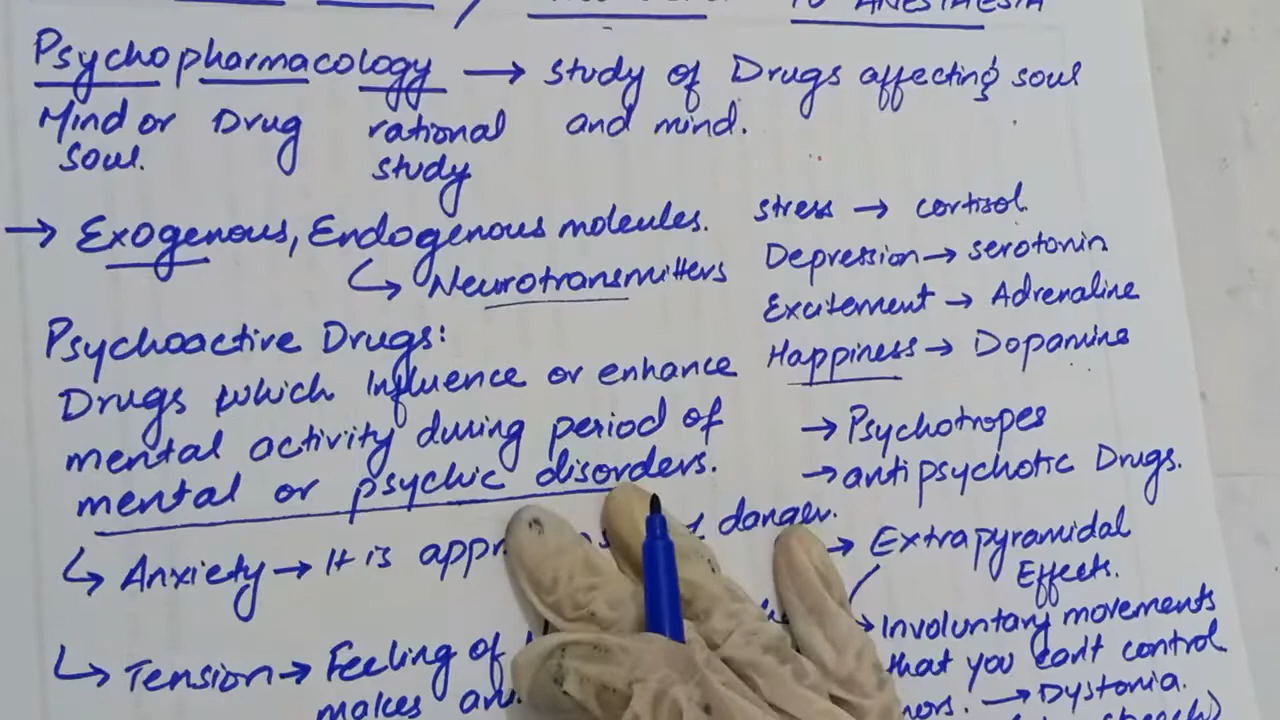 TO ANESTHESIA
Psychopharmacology → study of Drugs affecting soul
Mind or Drug rational and mind.
soul. study
→ Exogenous, Endogenous molecules.
↳ Neurotransmitters
stress → cortisol
Depression → serotonin
Excitement → Adrenaline
Happiness → Dopamine
Psychoactive Drugs:
Drugs which influence or enhance
mental activity during period of
mental or psychic disorders.
→ Psychotropes
→ antipsychotic Drugs.
↳ Anxiety → It is danger.
→ Extrapyramidal
Effects.
→ Involuntary movements
that you can't control
→ Dystonia.
↳ Tension → Feeling of
makes